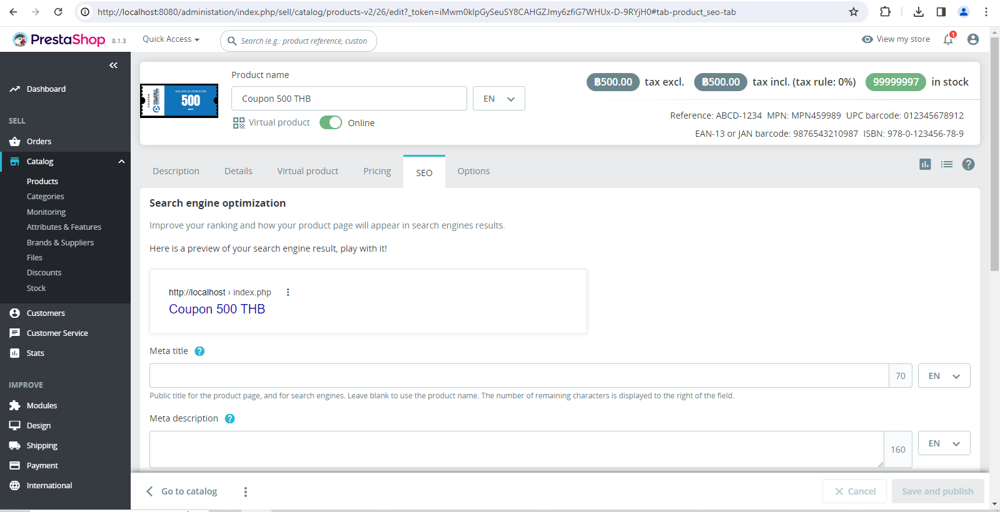 http://localhost:8080/administation/index.php/sell/catalog/products-v2/26/edit?_token=iMwm0klpGySeuSY8CAHGZJmy6zfiG7WHUx-D-9RYjH0#tab-product_seo-tab
PrestaShop 8.1.3
Quick Access
Search (e.g.: product reference, custon
View my store
1
Dashboard
SELL
Orders
Catalog
Products
Categories
Monitoring
Attributes & Features
Brands & Suppliers
Files
Discounts
Stock
Customers
Customer Service
Stats
IMPROVE
Modules
Design
Shipping
Payment
International
COUPON
500
Product name
Coupon 500 THB
EN
Virtual product
Online
฿500.00 tax excl. ฿500.00 tax incl. (tax rule: 0%) 99999997 in stock
Reference: ABCD-1234 MPN: MPN459989 UPC barcode: 012345678912
EAN-13 or JAN barcode: 9876543210987 ISBN: 978-0-123456-78-9
Description Details Virtual product Pricing SEO Options
Search engine optimization
Improve your ranking and how your product page will appear in search engines results.
Here is a preview of your search engine result, play with it!
http://localhost › index.php
Coupon 500 THB
Meta title ?
70
EN
Public title for the product page, and for search engines. Leave blank to use the product name. The number of remaining characters is displayed to the right of the field.
Meta description ?
160
EN
Go to catalog
Cancel
Save and publish